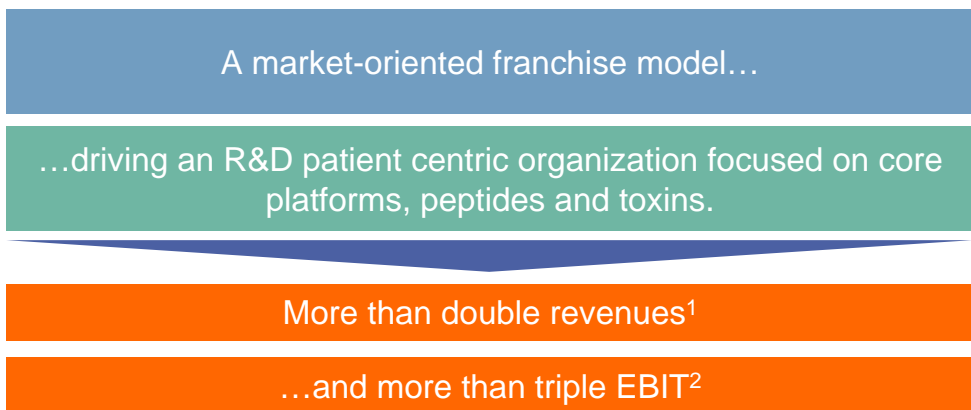 A market-oriented franchise model…
…driving an R&D patient centric organization focused on core
platforms, peptides and toxins.
More than double revenues¹
…and more than triple EBIT²